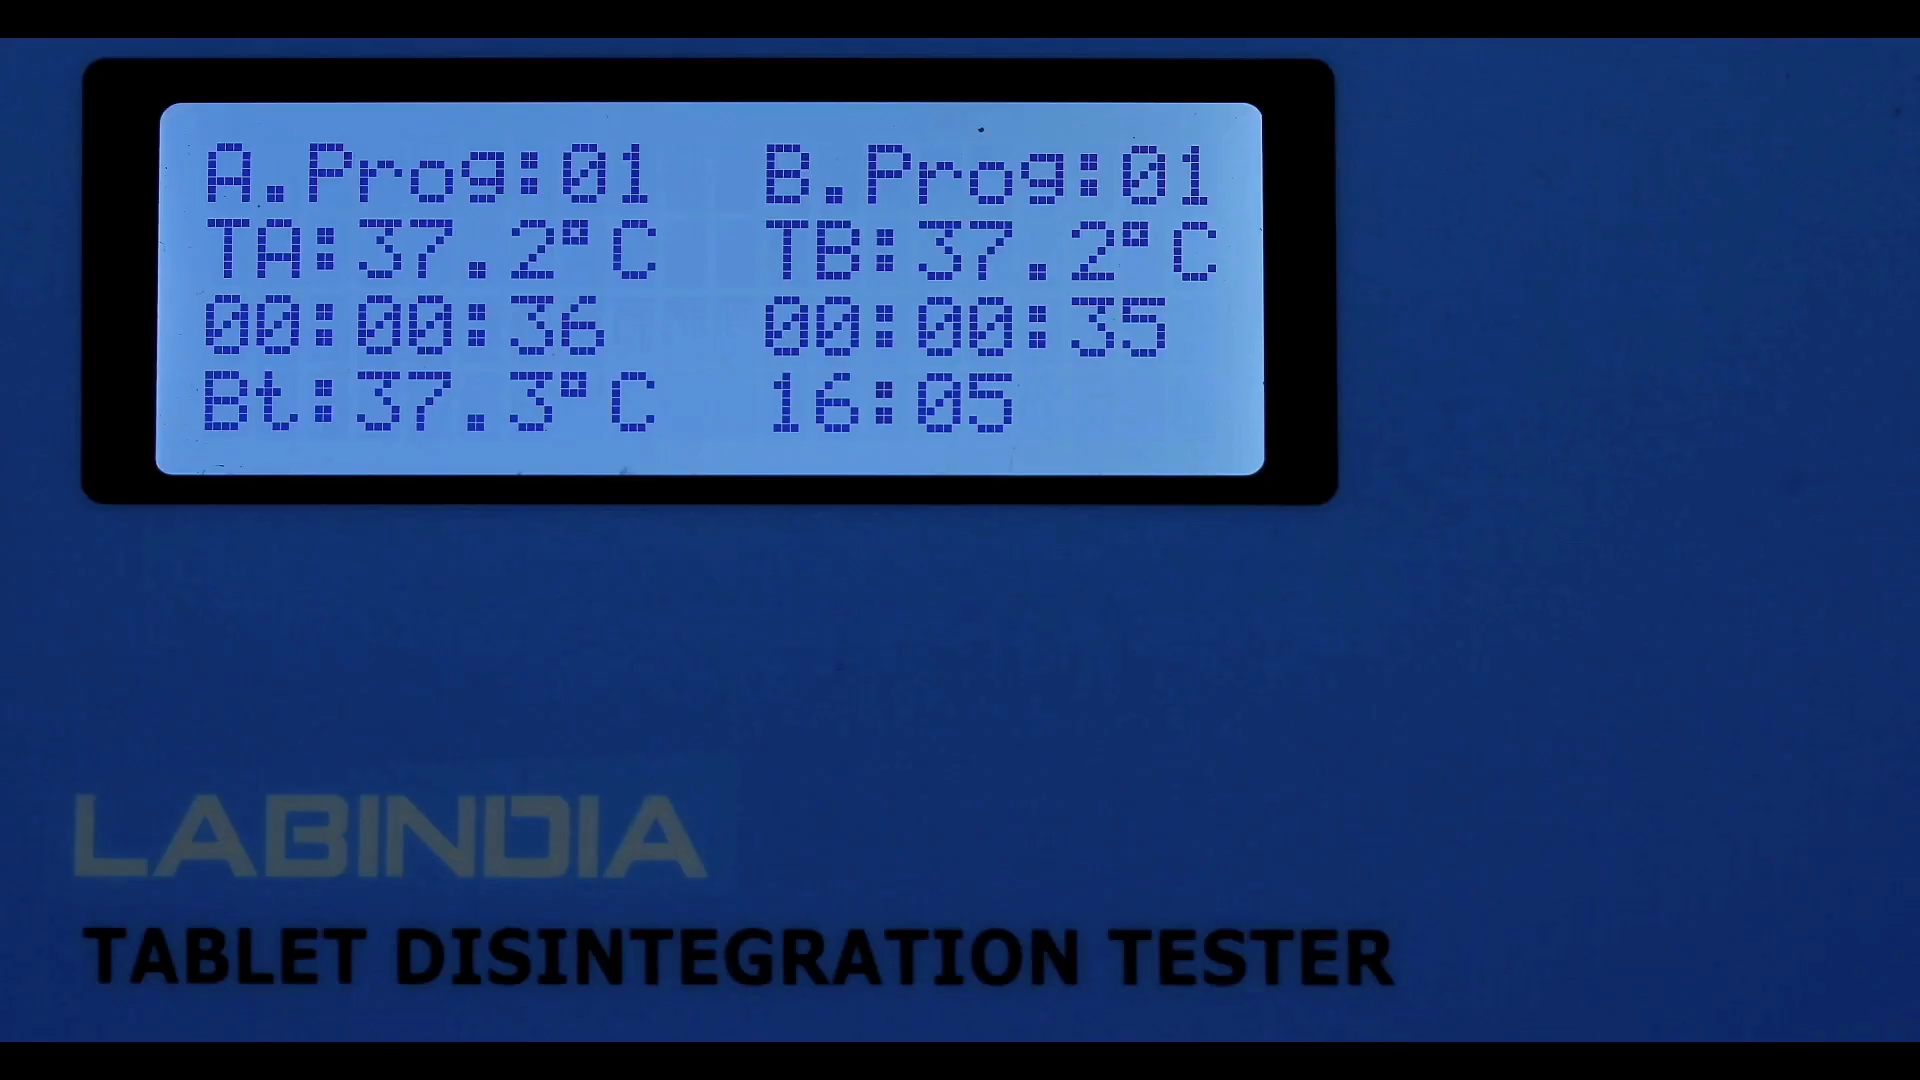 A.Prog:01 B.Prog:01
TA:37.2°C TB:37.2°C
00:00:36 00:00:35
Bt:37.3°C 16:05
LABINDIA
TABLET DISINTEGRATION TESTER